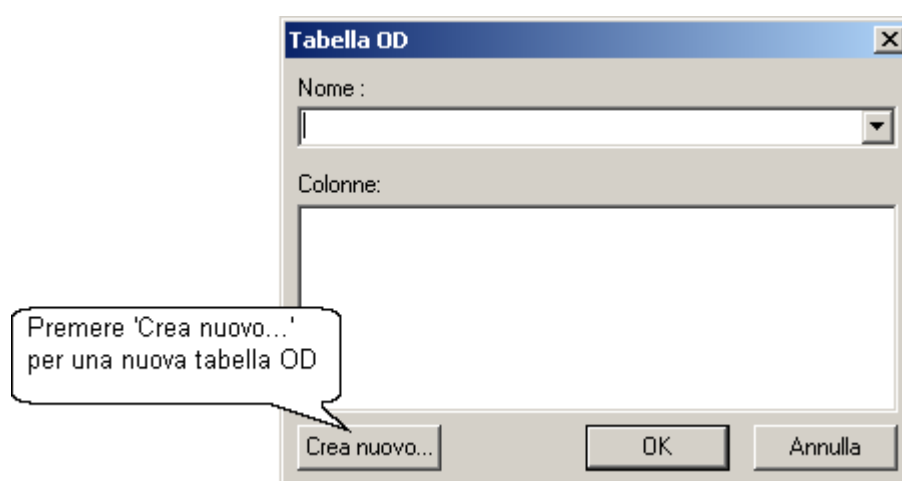 Tabella OD
Nome :
Colonne:
Premere 'Crea nuovo...'
per una nuova tabella OD
Crea nuovo...
OK
Annulla